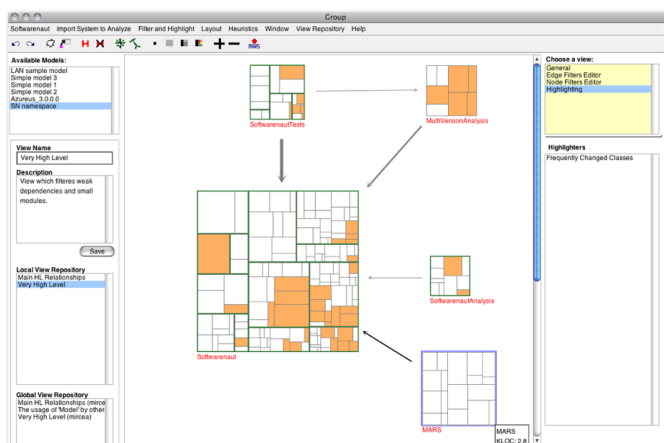 Group
Softwarenaut Import System to Analyze Filter and Highlight Layout Heuristics Window View Repository Help
Available Models:
LAN sample model
Simple model 3
Simple model 1
Simple model 2
Azureus_3.0.0.0
SN namespace
View Name
Very High Level
Description
View which filteres weak
dependencies and small
modules.
Save
Local View Repository
Main HL Relationships
Very High Level
Global View Repository
Main HL Relationships (mirce
The usage of 'Model' by other
Very High Level (mircea)
SoftwarenautTests
MultiVersionAnalysis
SoftwarenautAnalysis
Softwarenaut
MARS
MARS
KLOC: 2.8
Choose a view:
General
Edge Filters Editor
Node Filters Editor
Highlighting
Highlighters
Frequently Changed Classes